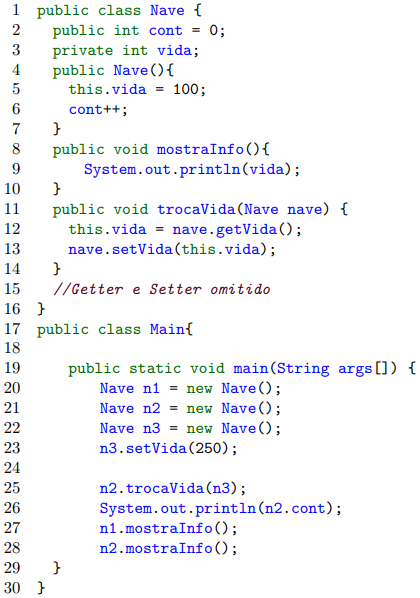 1 public class Nave {
2 public int cont = 0;
3 private int vida;
4 public Nave(){
5 this.vida = 100;
6 cont++;
7 }
8 public void mostraInfo(){
9 System.out.println(vida);
10 }
11 public void trocaVida(Nave nave) {
12 this.vida = nave.getVida();
13 nave.setVida(this.vida);
14 }
15 //Getter e Setter omitido
16 }
17 public class Main{
18
19 public static void main(String args[]) {
20 Nave n1 = new Nave();
21 Nave n2 = new Nave();
22 Nave n3 = new Nave();
23 n3.setVida(250);
24
25 n2.trocaVida(n3);
26 System.out.println(n2.cont);
27 n1.mostraInfo();
28 n2.mostraInfo();
29 }
30 }